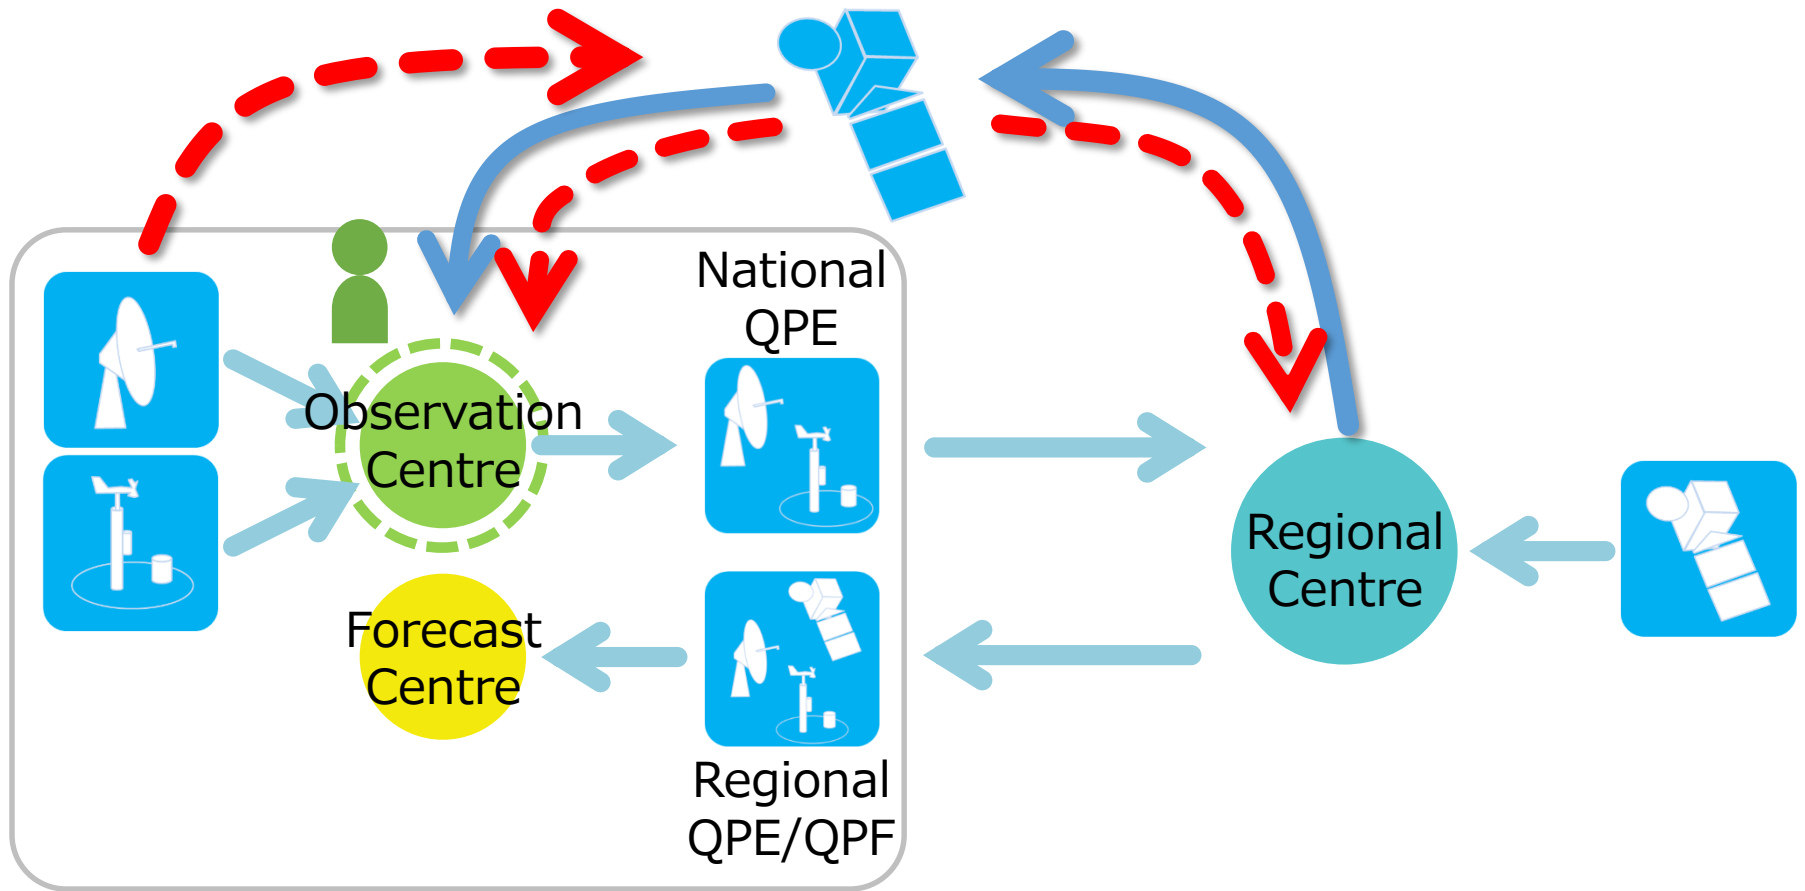 National
QPE
Observation
Centre
Regional
Centre
Forecast
Centre
Regional
QPE/QPF